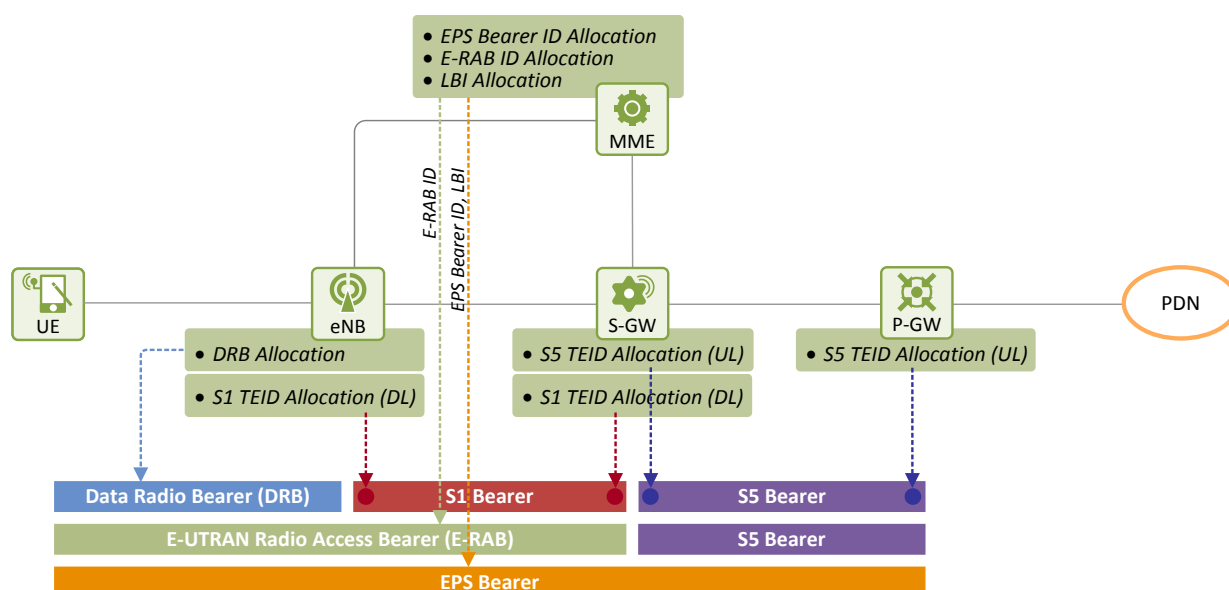 ● EPS Bearer ID Allocation
● E-RAB ID Allocation
● LBI Allocation
MME
E-RAB ID
EPS Bearer ID, LBI
UE
eNB
S-GW
P-GW
PDN
● DRB Allocation
● S1 TEID Allocation (DL)
● S5 TEID Allocation (UL)
● S1 TEID Allocation (DL)
● S5 TEID Allocation (UL)
Data Radio Bearer (DRB)
S1 Bearer
S5 Bearer
E-UTRAN Radio Access Bearer (E-RAB)
S5 Bearer
EPS Bearer